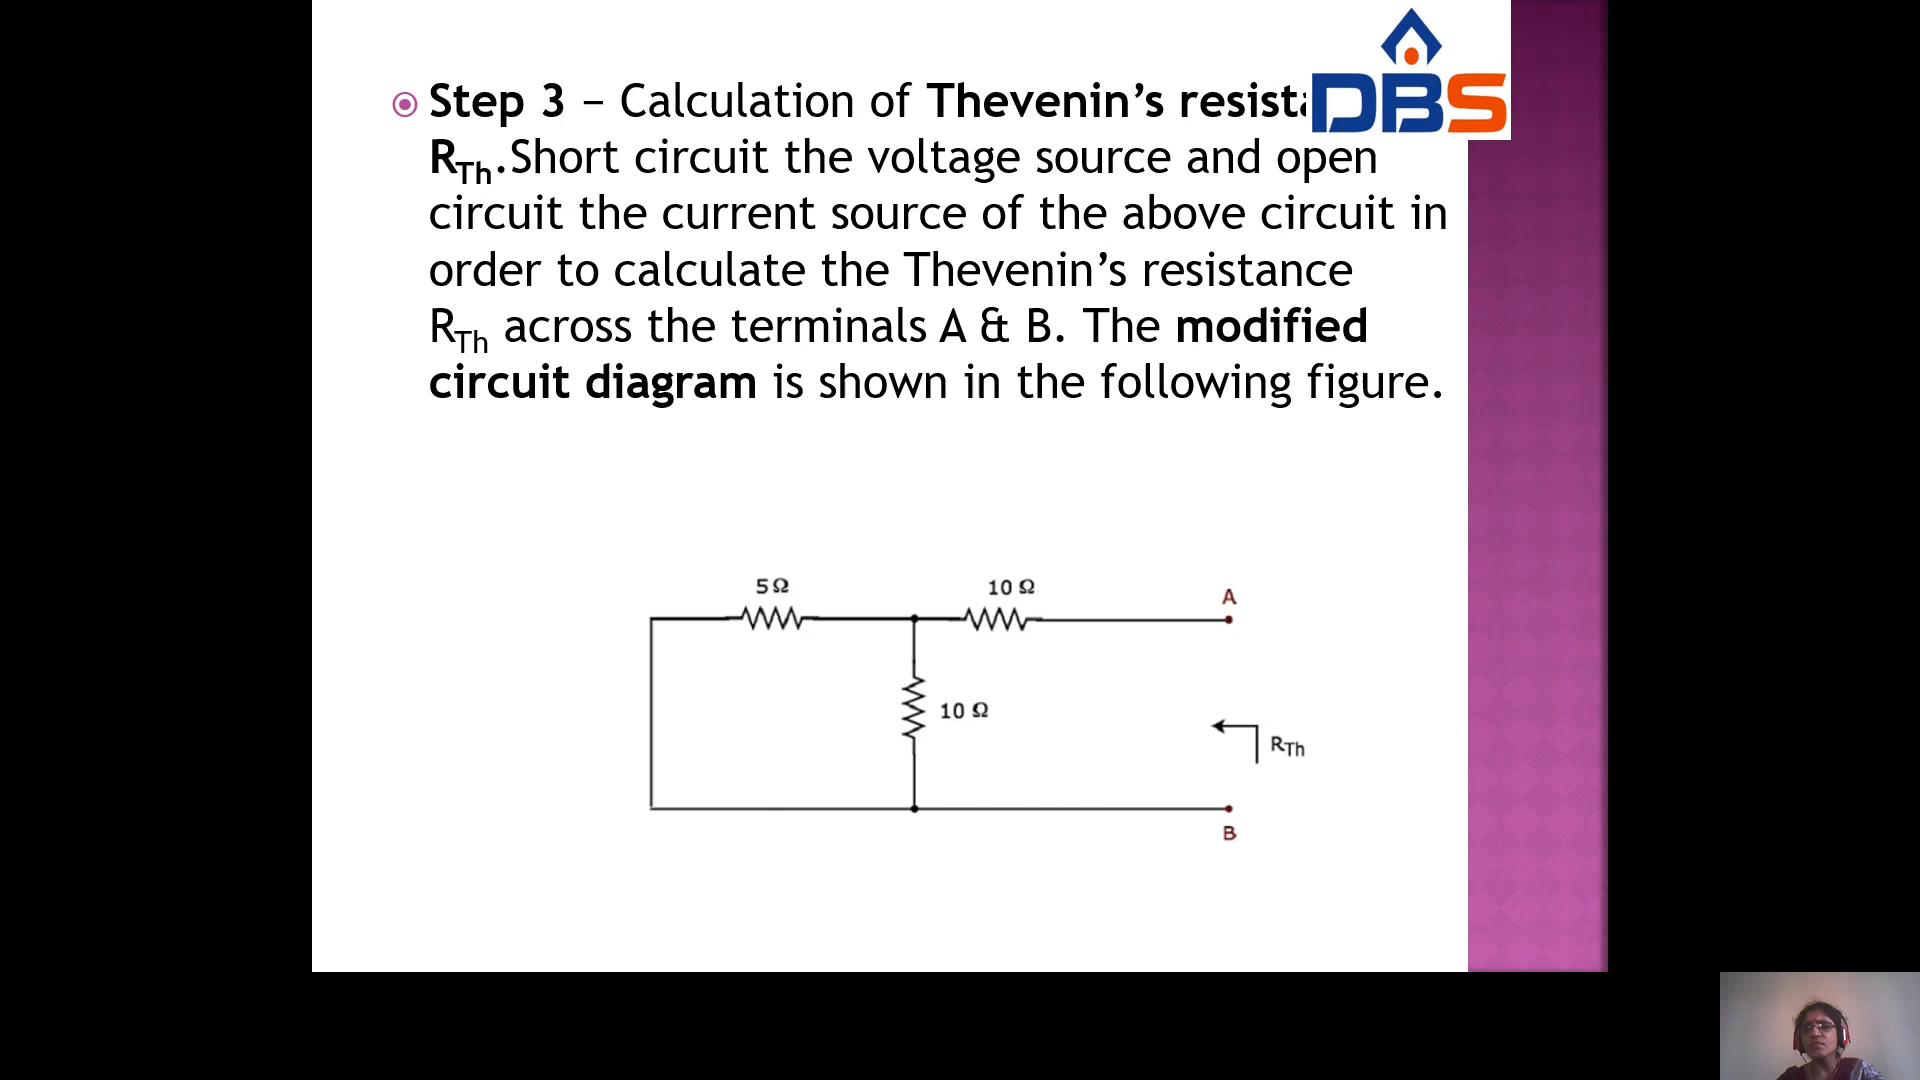 DBS
Step 3 – Calculation of Thevenin’s
RTh.Short circuit the voltage source and open
circuit the current source of the above circuit in
order to calculate the Thevenin’s resistance
RTh across the terminals A & B. The modified
circuit diagram is shown in the following figure.
5 Ω
10 Ω
A
10 Ω
RTh
B